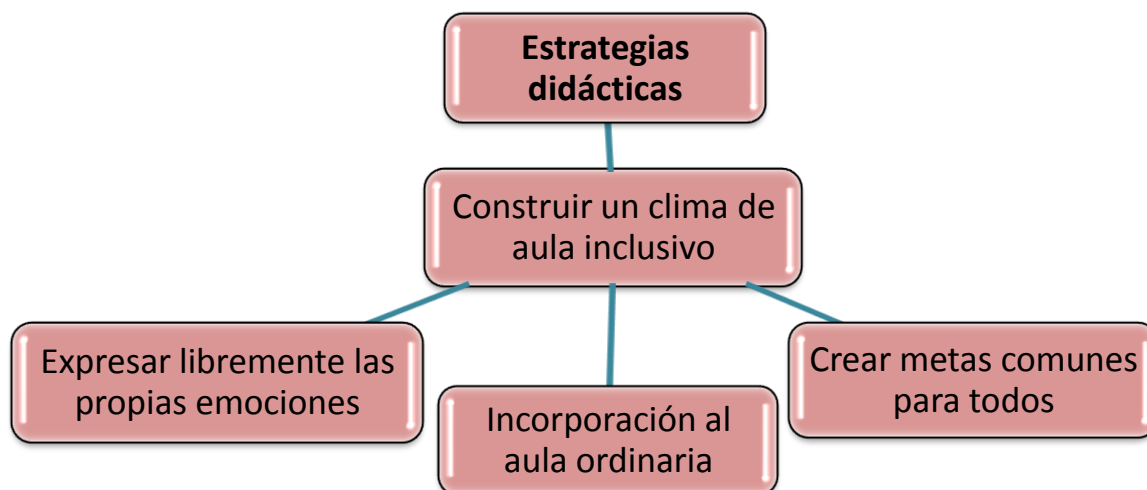 Estrategias
didácticas
Construir un clima de
aula inclusivo
Expresar libremente las
propias emociones
Incorporación al
aula ordinaria
Crear metas comunes
para todos